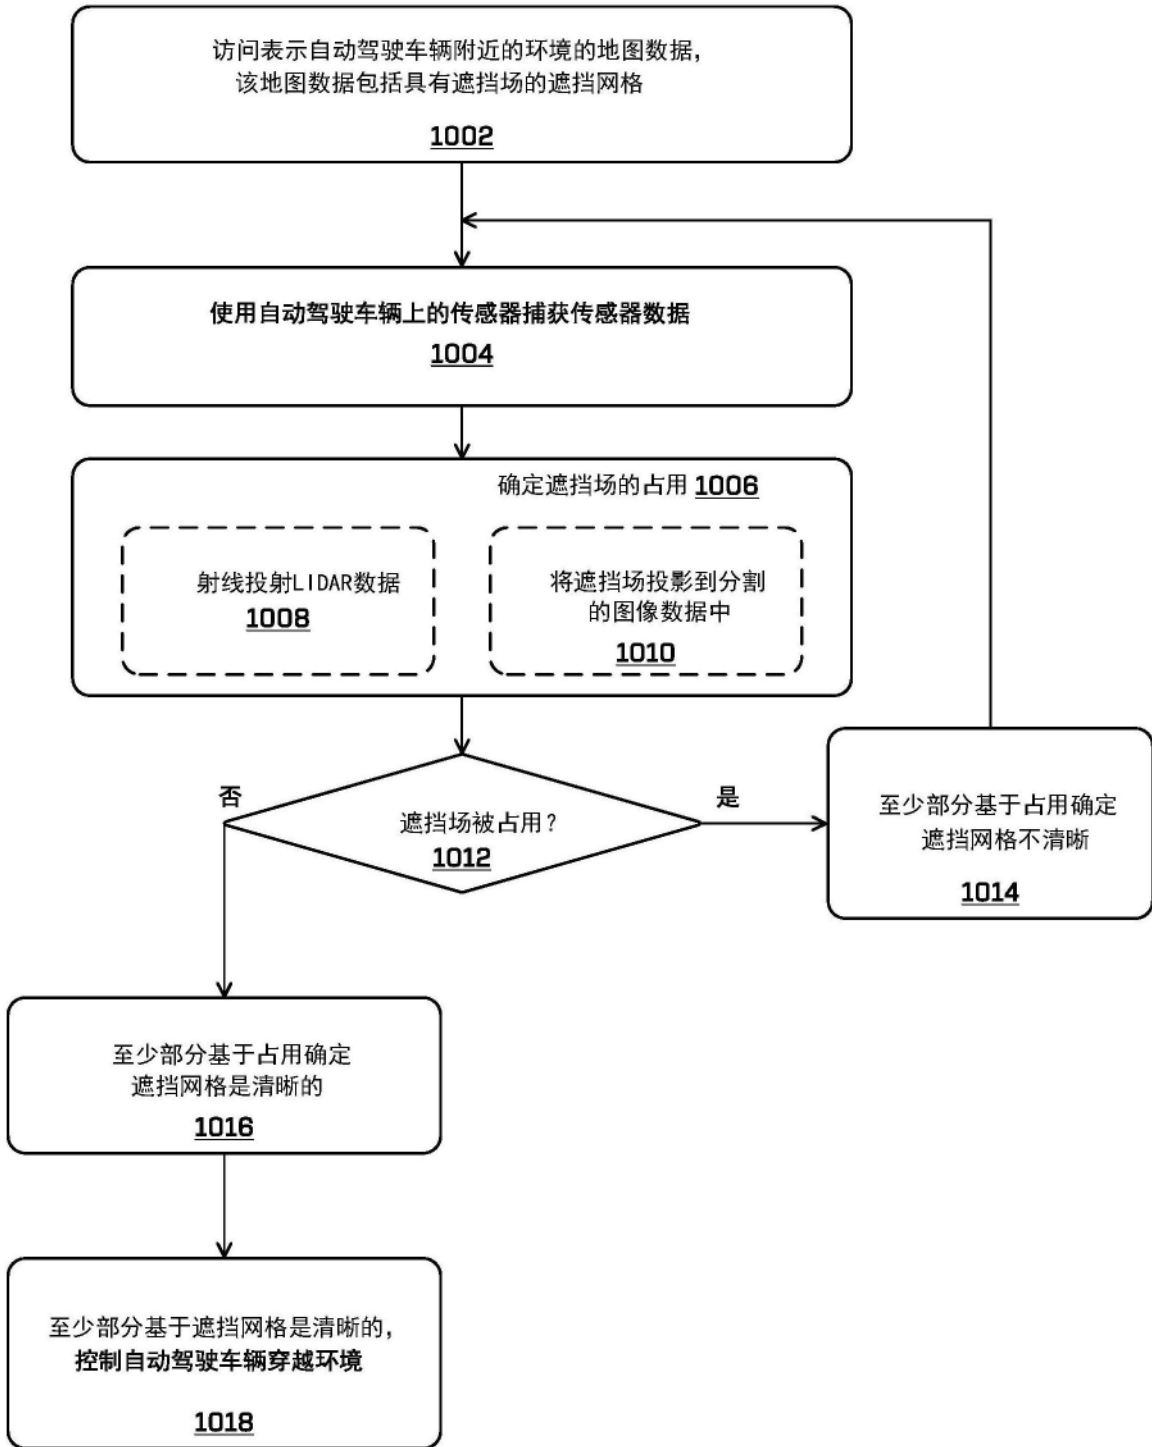 访问表示自动驾驶车辆附近的环境的地图数据，
该地图数据包括具有遮挡场的遮挡网格
1002
使用自动驾驶车辆上的传感器捕获传感器数据
1004
确定遮挡场的占用 1006
射线投射LIDAR数据
1008
将遮挡场投影到分割
的图像数据中
1010
否
是
遮挡场被占用？
1012
至少部分基于占用确定
遮挡网格不清晰
1014
至少部分基于占用确定
遮挡网格是清晰的
1016
至少部分基于遮挡网格是清晰的，
控制自动驾驶车辆穿越环境
1018